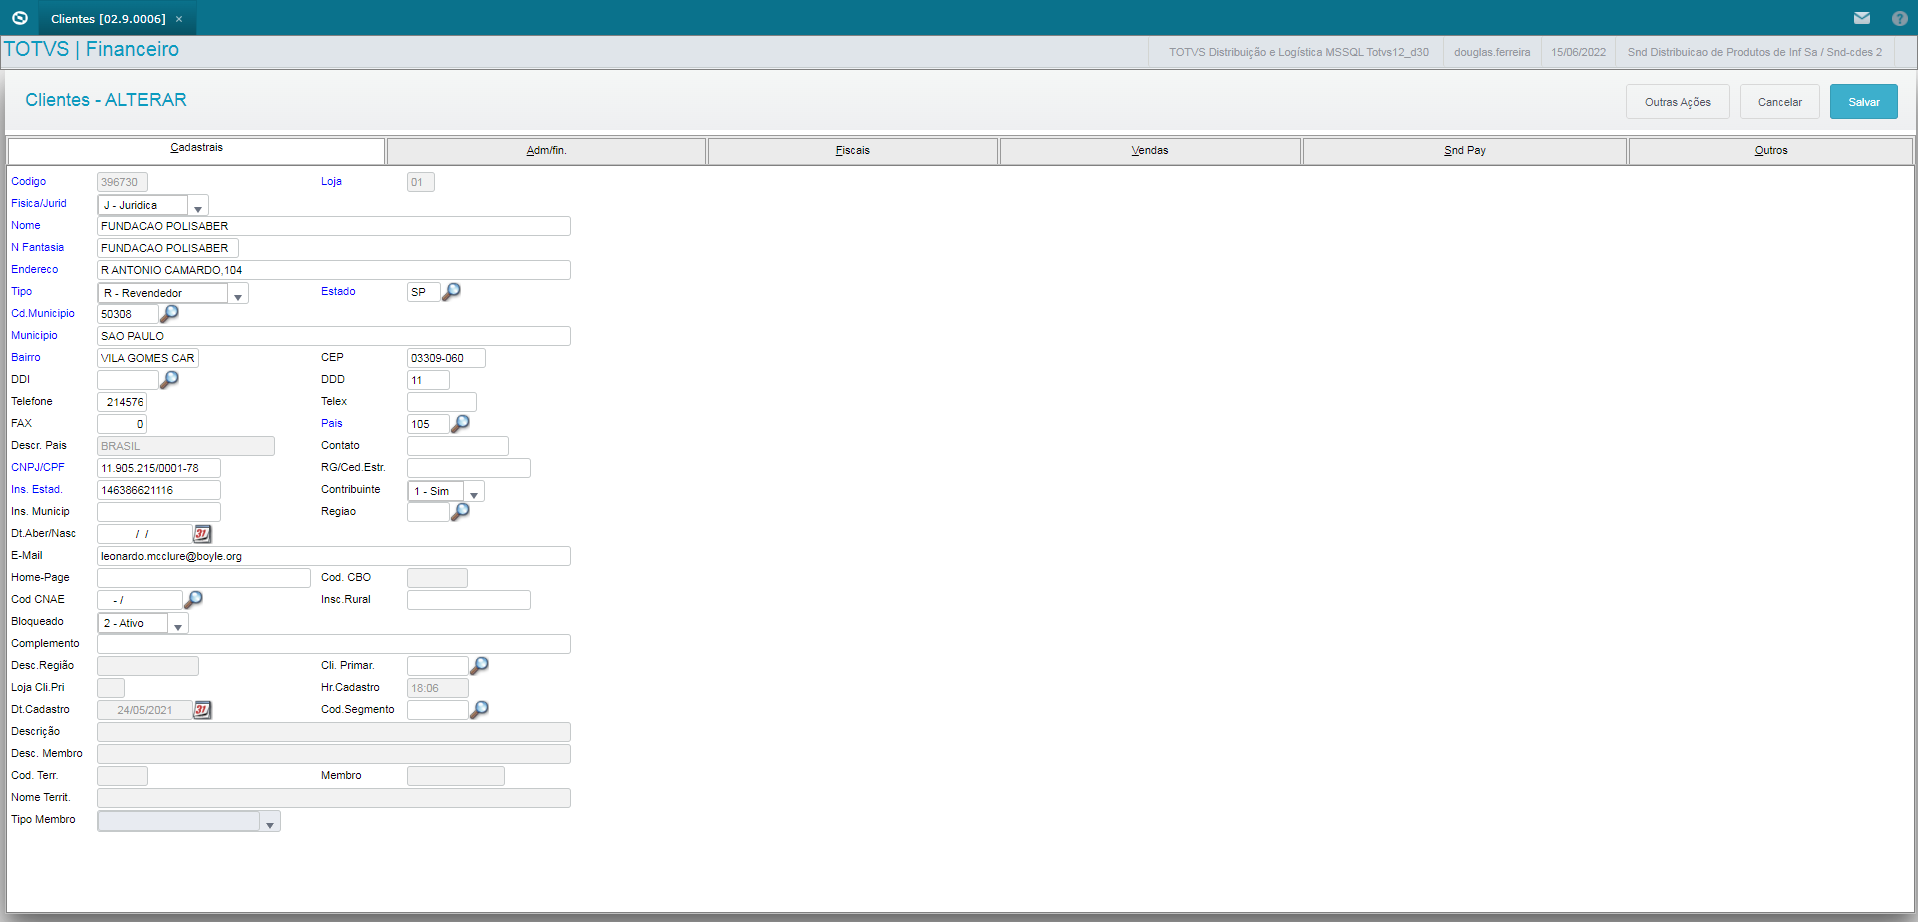 Clientes [02.9.0006] ×
TOTVS | Financeiro
TOTVS Distribuição e Logística MSSQL Totvs12_d30 douglas.ferreira 15/06/2022 Snd Distribuicao de Produtos de Inf Sa / Snd-cdes 2
Clientes - ALTERAR
Outras Ações Cancelar Salvar
Cadastrais Adm/fin. Fiscais Vendas Snd Pay Outros
Codigo 396730 Loja 01
Fisica/Jurid J - Juridica
Nome FUNDACAO POLISABER
N Fantasia FUNDACAO POLISABER
Endereco R ANTONIO CAMARDO,104
Tipo R - Revendedor Estado SP
Cd.Municipio 50308
Municipio SAO PAULO
Bairro VILA GOMES CAR CEP 03309-060
DDI DDD 11
Telefone 214576 Telex
FAX 0 Pais 105
Descr. Pais BRASIL Contato
CNPJ/CPF 11.905.215/0001-78 RG/Ced.Estr.
Ins. Estad. 146386621116 Contribuinte 1 - Sim
Ins. Municip Regiao
Dt.Aber/Nasc / / 31
E-Mail leonardo.mcclure@boyle.org
Home-Page Cod. CBO
Cod CNAE - / Insc.Rural
Bloqueado 2 - Ativo
Complemento
Desc.Região Cli. Primar.
Loja Cli.Pri Hr.Cadastro 18:06
Dt.Cadastro 24/05/2021 31 Cod.Segmento
Descrição
Desc. Membro
Cod. Terr. Membro
Nome Territ.
Tipo Membro